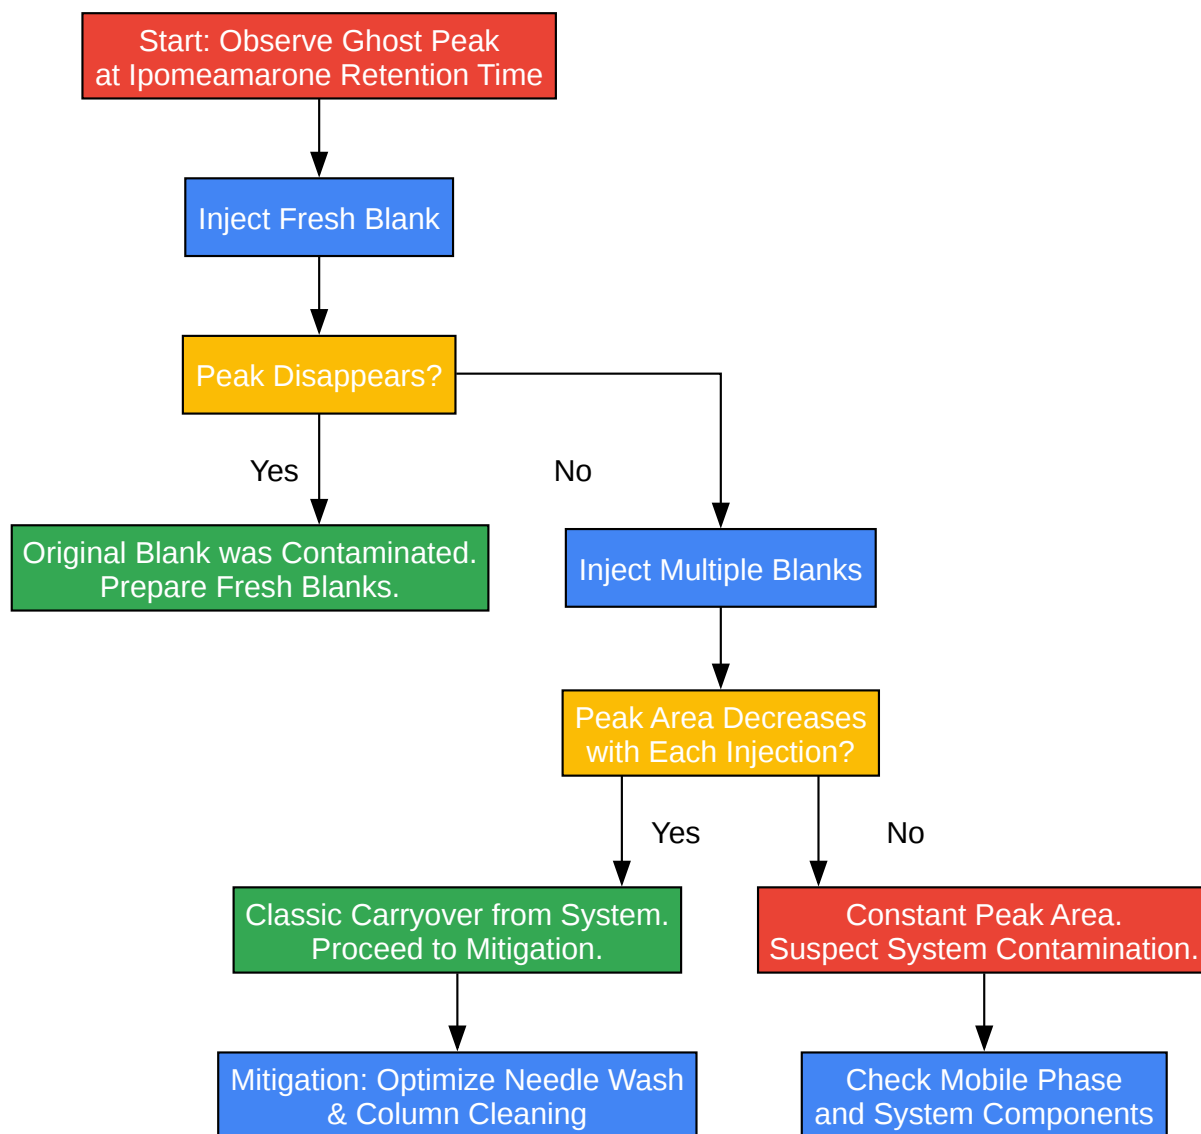 Start: Observe Ghost Peak
at Ipomeamarone Retention Time
Inject Fresh Blank
Peak Disappears?
Yes
No
Original Blank was Contaminated.
Prepare Fresh Blanks.
Inject Multiple Blanks
Peak Area Decreases
with Each Injection?
Yes
No
Classic Carryover from System.
Proceed to Mitigation.
Constant Peak Area.
Suspect System Contamination.
Mitigation: Optimize Needle Wash
& Column Cleaning
Check Mobile Phase
and System Components